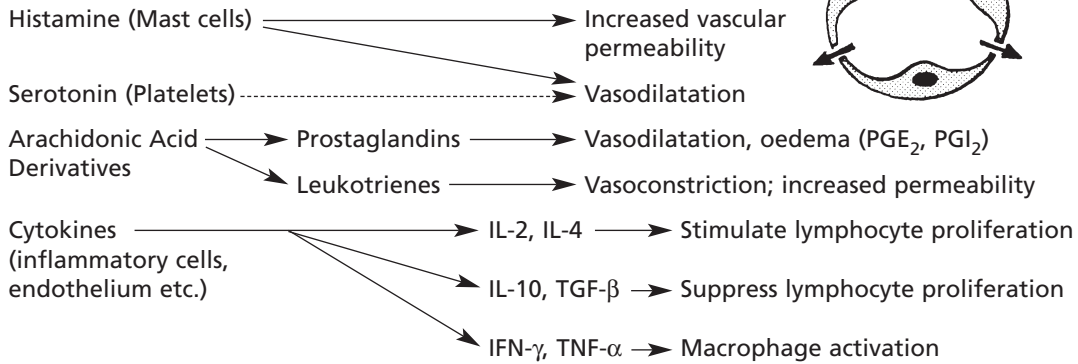 Histamine (Mast cells)
Increased vascular
permeability
Serotonin (Platelets)
Vasodilatation
Arachidonic Acid
Derivatives
Prostaglandins
Vasodilatation, oedema (PGE₂, PGI₂)
Leukotrienes
Vasoconstriction; increased permeability
Cytokines
(inflammatory cells,
endothelium etc.)
IL-2, IL-4
Stimulate lymphocyte proliferation
IL-10, TGF-β
Suppress lymphocyte proliferation
IFN-γ, TNF-α
Macrophage activation